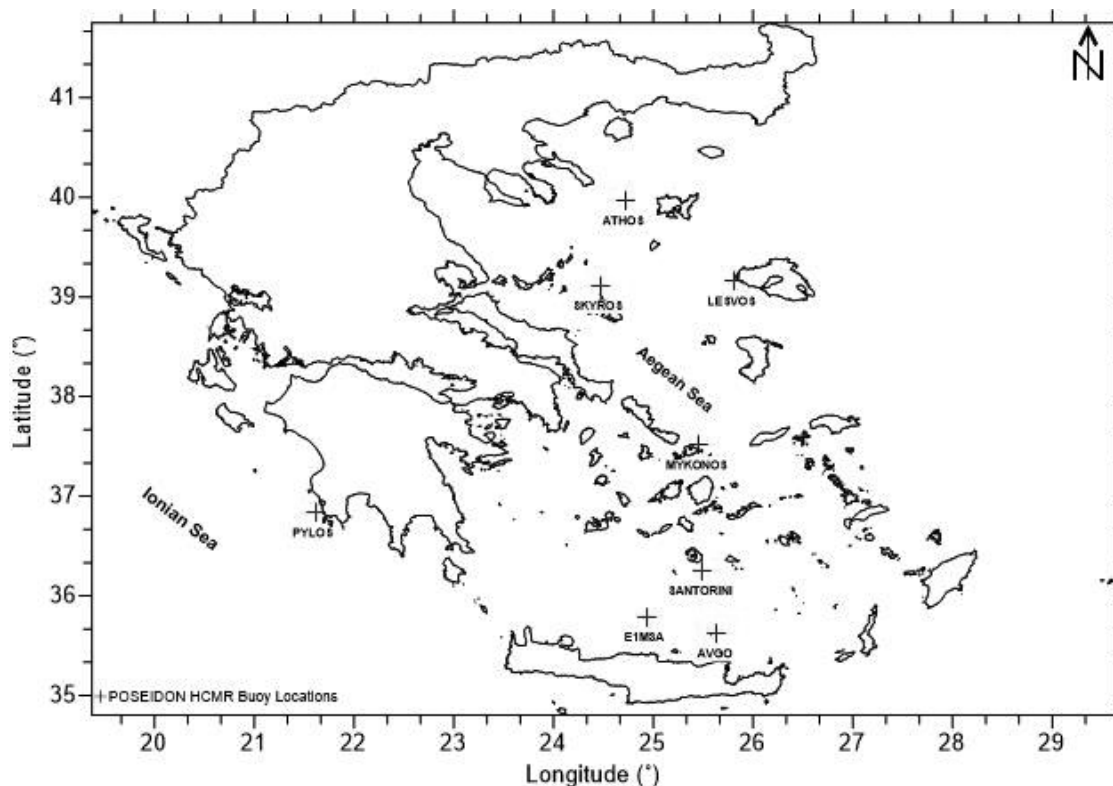 N
41
40
ATHOS
39
SKYROS
LESVOS
Aegean Sea
38
Latitude (°)
MYKONOS
37
Ionian Sea
PYLOS
SANTORINI
36
E1M3A
AVGO
35
+POSEIDON HCMR Buoy Locations
20 21 22 23 24 25 26 27 28 29
Longitude (°)